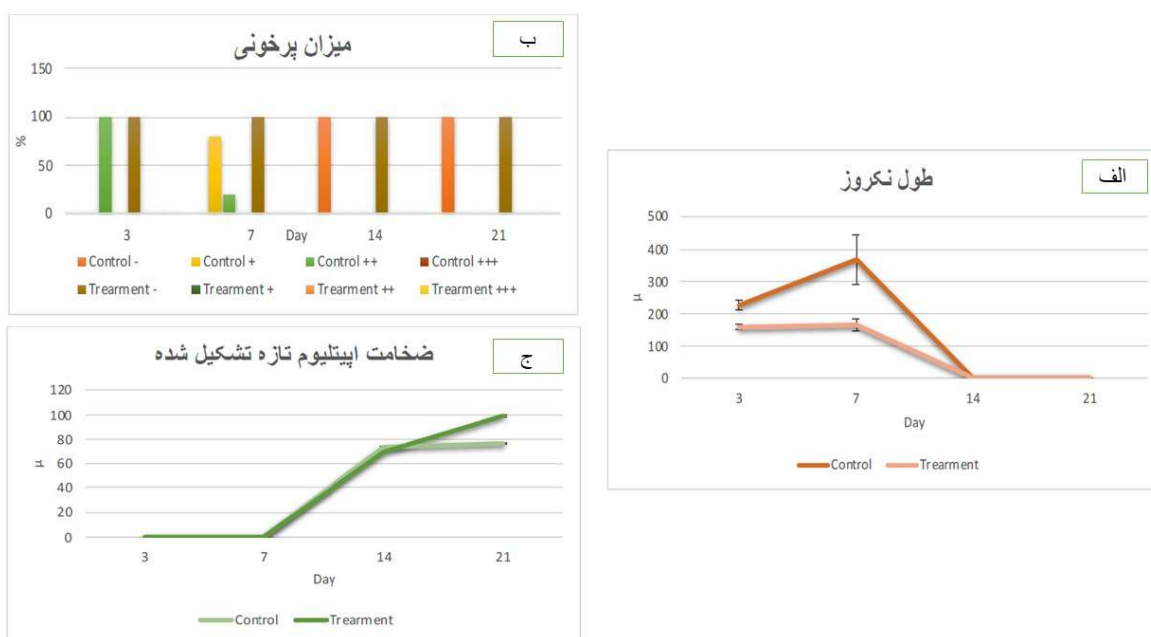 ب
میزان پرخونی
150
100
50
0
%
3 7 Day 14 21
Control - Control + Control ++ Control +++
Trearment - Trearment + Trearment ++ Trearment +++
الف
طول نکروز
500
400
300
200
100
0
µ
3 7 14 21
Day
Control Trearment
ج
ضخامت اپیتلیوم تازه تشکیل شده
120
100
80
60
40
20
0
µ
3 7 14 21
Day
Control Trearment